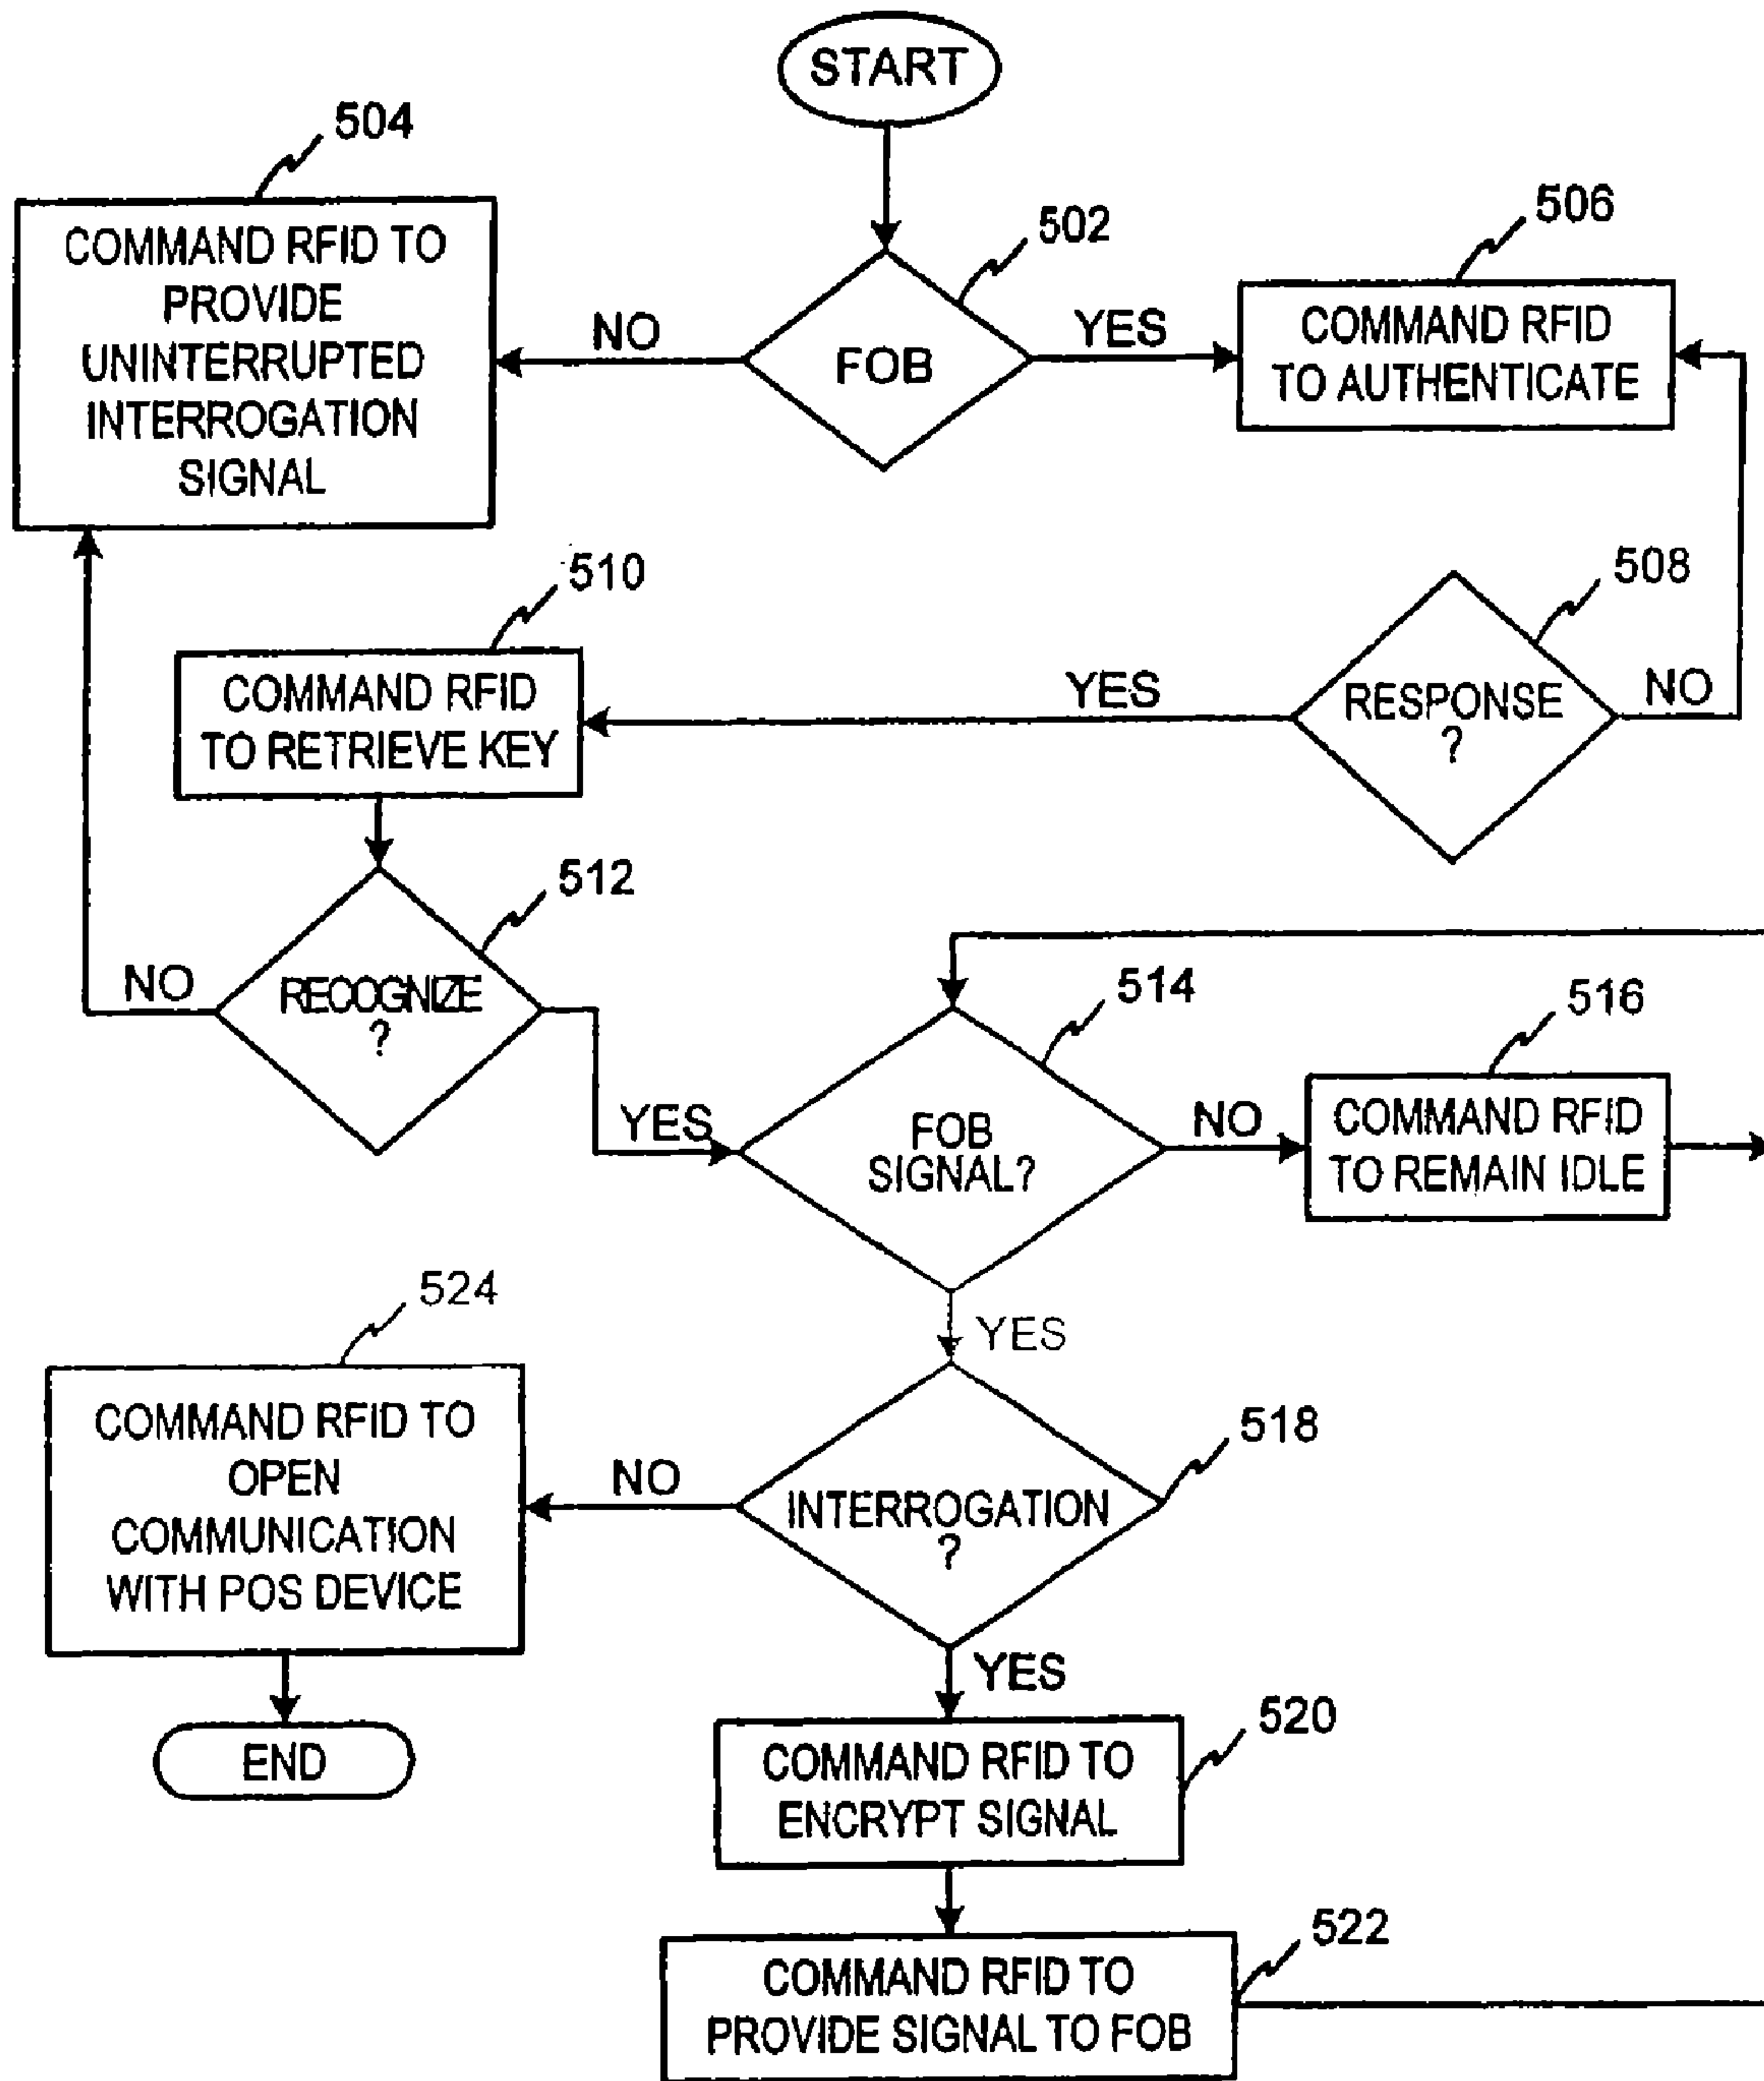 START
504
COMMAND RFID TO
PROVIDE
UNINTERRUPTED
INTERROGATION
SIGNAL
NO
502
FOB
YES
506
COMMAND RFID
TO AUTHENTICATE
510
COMMAND RFID
TO RETRIEVE KEY
YES
508
RESPONSE
?
NO
512
RECOGNIZE
?
NO
YES
514
FOB
SIGNAL?
NO
516
COMMAND RFID
TO REMAIN IDLE
YES
524
COMMAND RFID TO
OPEN
COMMUNICATION
WITH POS DEVICE
NO
518
INTERROGATION
?
YES
END
520
COMMAND RFID TO
ENCRYPT SIGNAL
522
COMMAND RFID TO
PROVIDE SIGNAL TO FOB